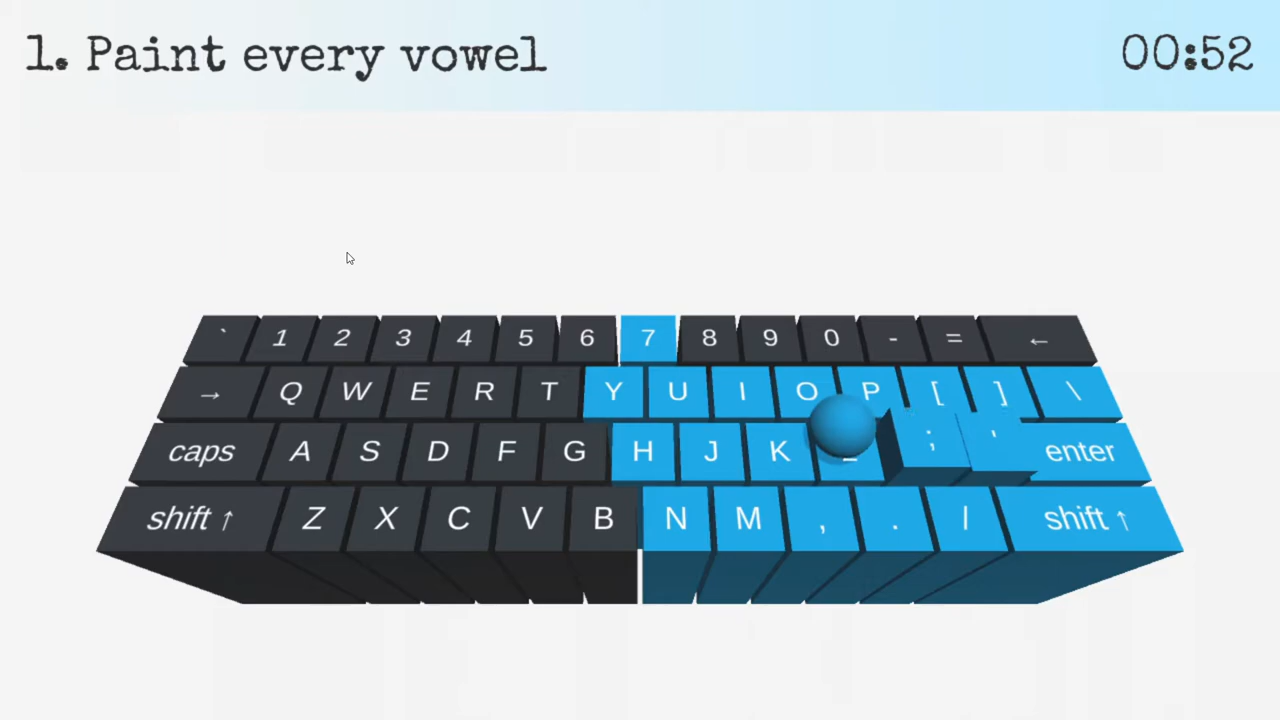 1. Paint every vowel
00:52
` 1 2 3 4 5 6 7 8 9 0 - = ←
→ Q W E R T Y U I O P [ ] \
caps A S D F G H J K ; ' enter
shift ↑ Z X C V B N M , . / shift ↑